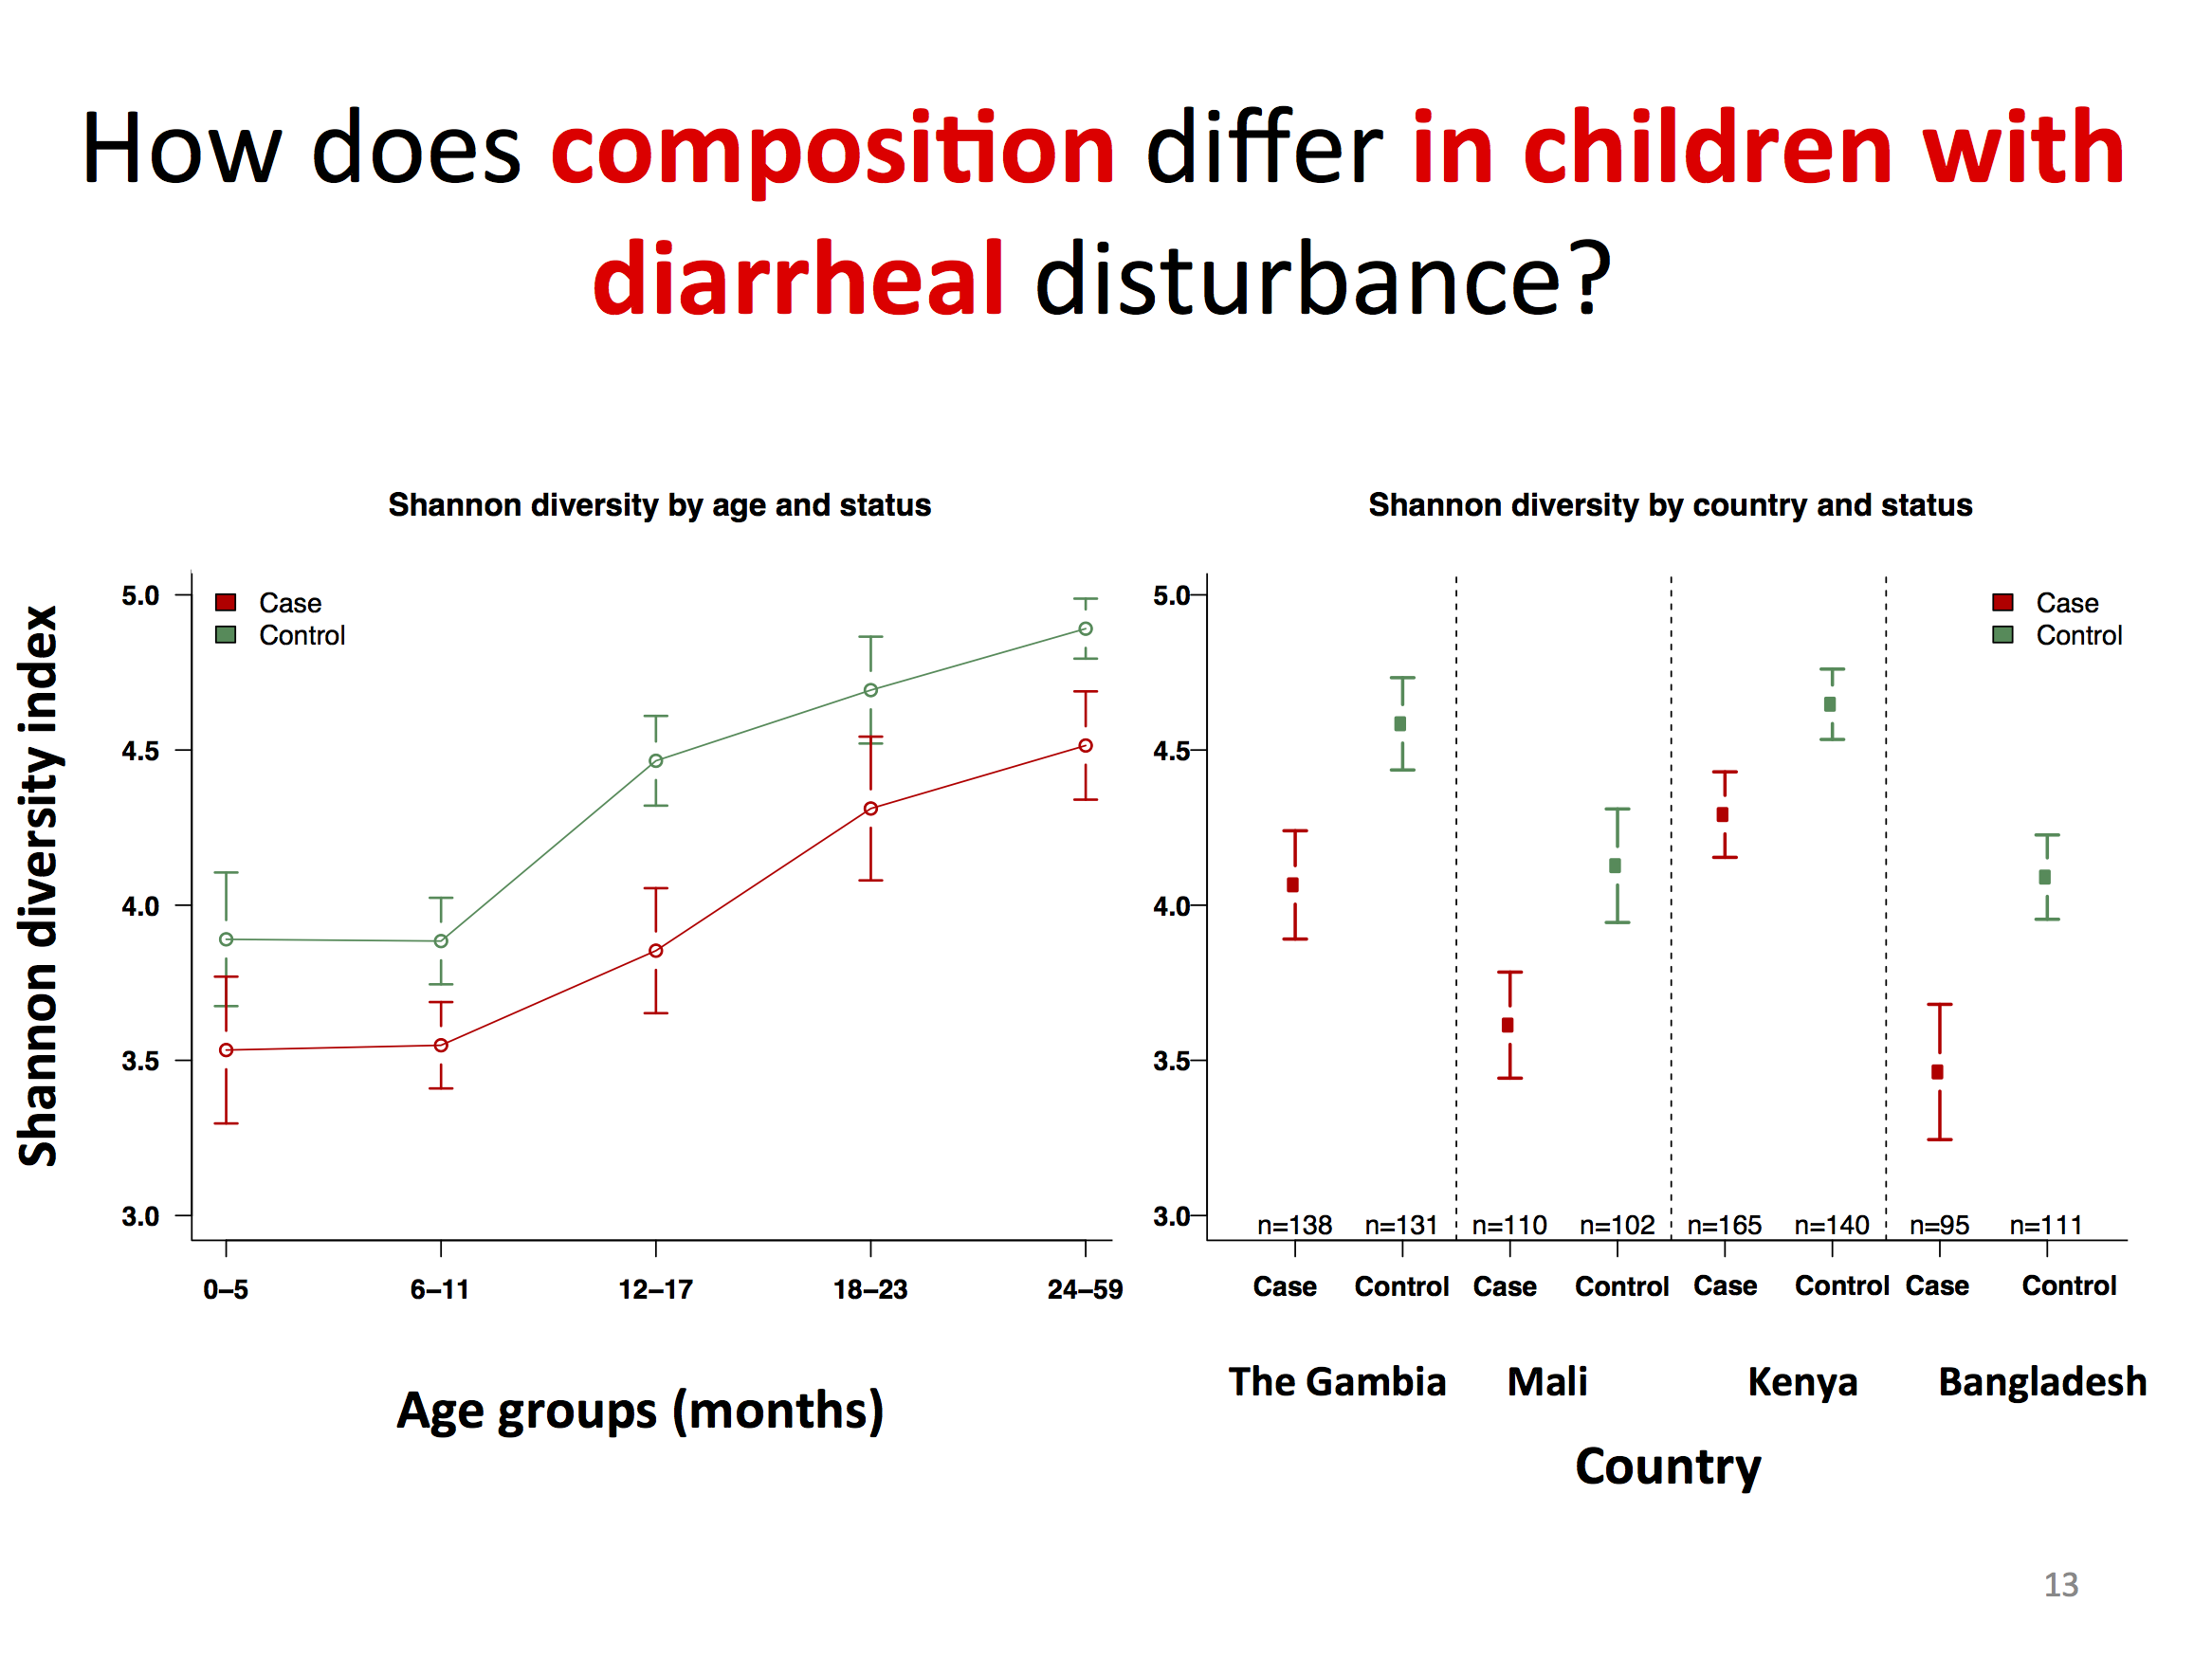 How does composition differ in children with
diarrheal disturbance?
Shannon diversity by age and status
Shannon diversity index
5.0
4.5
4.0
3.5
3.0
Case
Control
0–5 6–11 12–17 18–23 24–59
Age groups (months)
Shannon diversity by country and status
5.0
4.5
4.0
3.5
3.0
Case
Control
n=138 n=131 n=110 n=102 n=165 n=140 n=95 n=111
Case Control Case Control Case Control Case Control
The Gambia Mali Kenya Bangladesh
Country
13